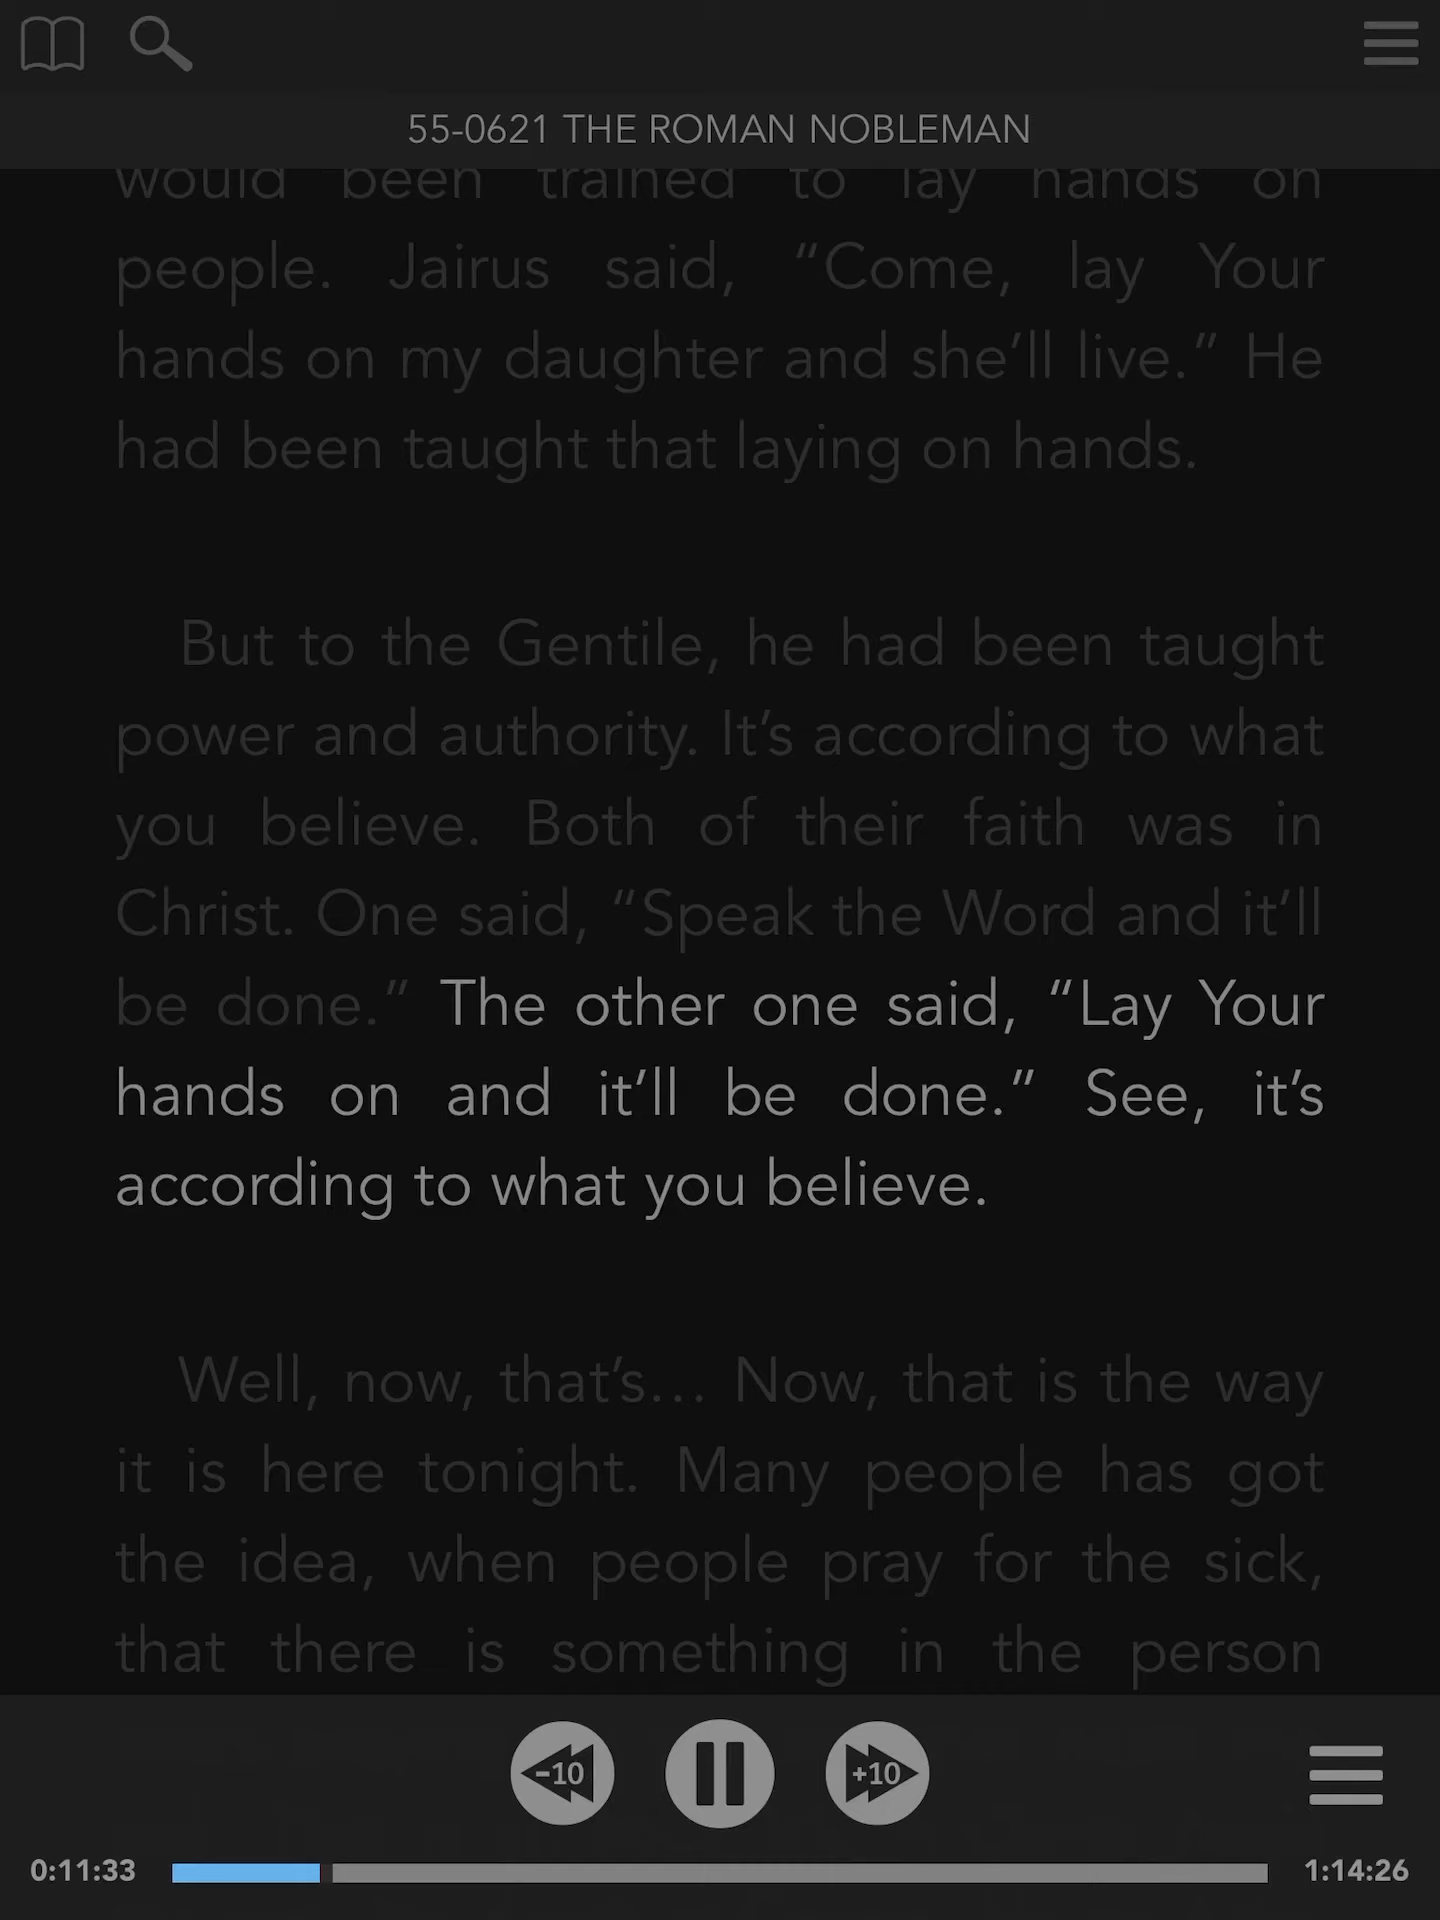 55-0621 THE ROMAN NOBLEMAN
would been trained to lay hands on
people. Jairus said, “Come, lay Your
hands on my daughter and she’ll live.” He
had been taught that laying on hands.
But to the Gentile, he had been taught
power and authority. It’s according to what
you believe. Both of their faith was in
Christ. One said, “Speak the Word and it‘ll
be done.” The other one said, “Lay Your
hands on and it’ll be done.” See, it’s
according to what you believe.
Well, now, that’s… Now, that is the way
it is here tonight. Many people has got
the idea, when people pray for the sick,
that there is something in the person
-10 +10
0:11:33 1:14:26